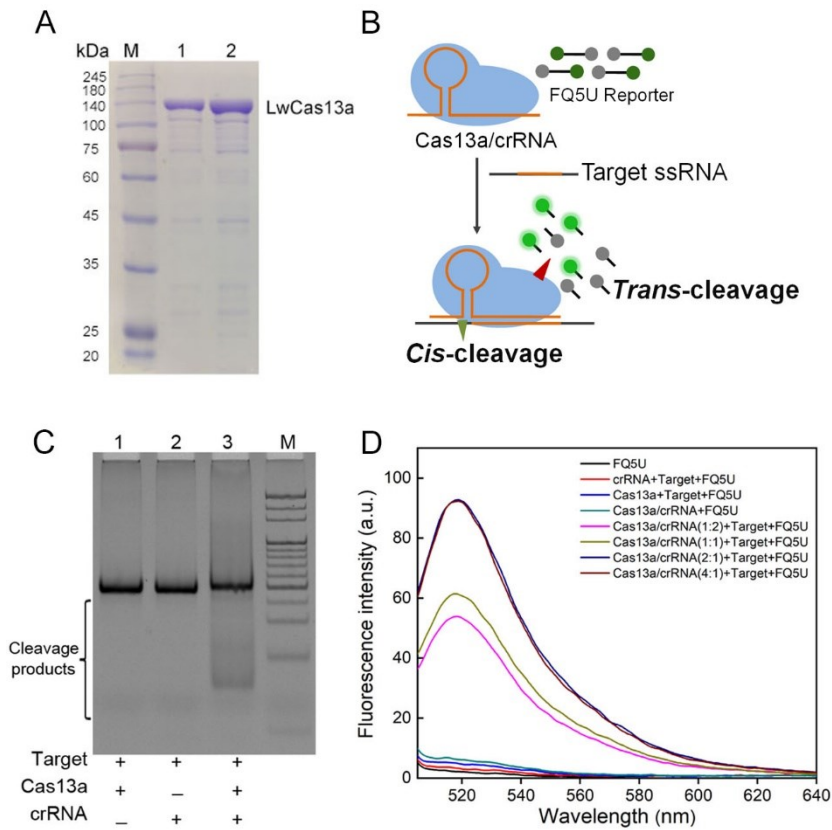 A
kDa M 1 2
245
180
140
100
75
60
45
35
25
20
LwCas13a
B
FQ5U Reporter
Cas13a/crRNA
Target ssRNA
Trans-cleavage
Cis-cleavage
C
1 2 3 M
Cleavage
products
Target + + +
Cas13a + – +
crRNA – + +
D
Fluorescence intensity (a.u.)
100
80
60
40
20
0
FQ5U
crRNA+Target+FQ5U
Cas13a+Target+FQ5U
Cas13a/crRNA+FQ5U
Cas13a/crRNA(1:2)+Target+FQ5U
Cas13a/crRNA(1:1)+Target+FQ5U
Cas13a/crRNA(2:1)+Target+FQ5U
Cas13a/crRNA(4:1)+Target+FQ5U
520 540 560 580 600 620 640
Wavelength (nm)